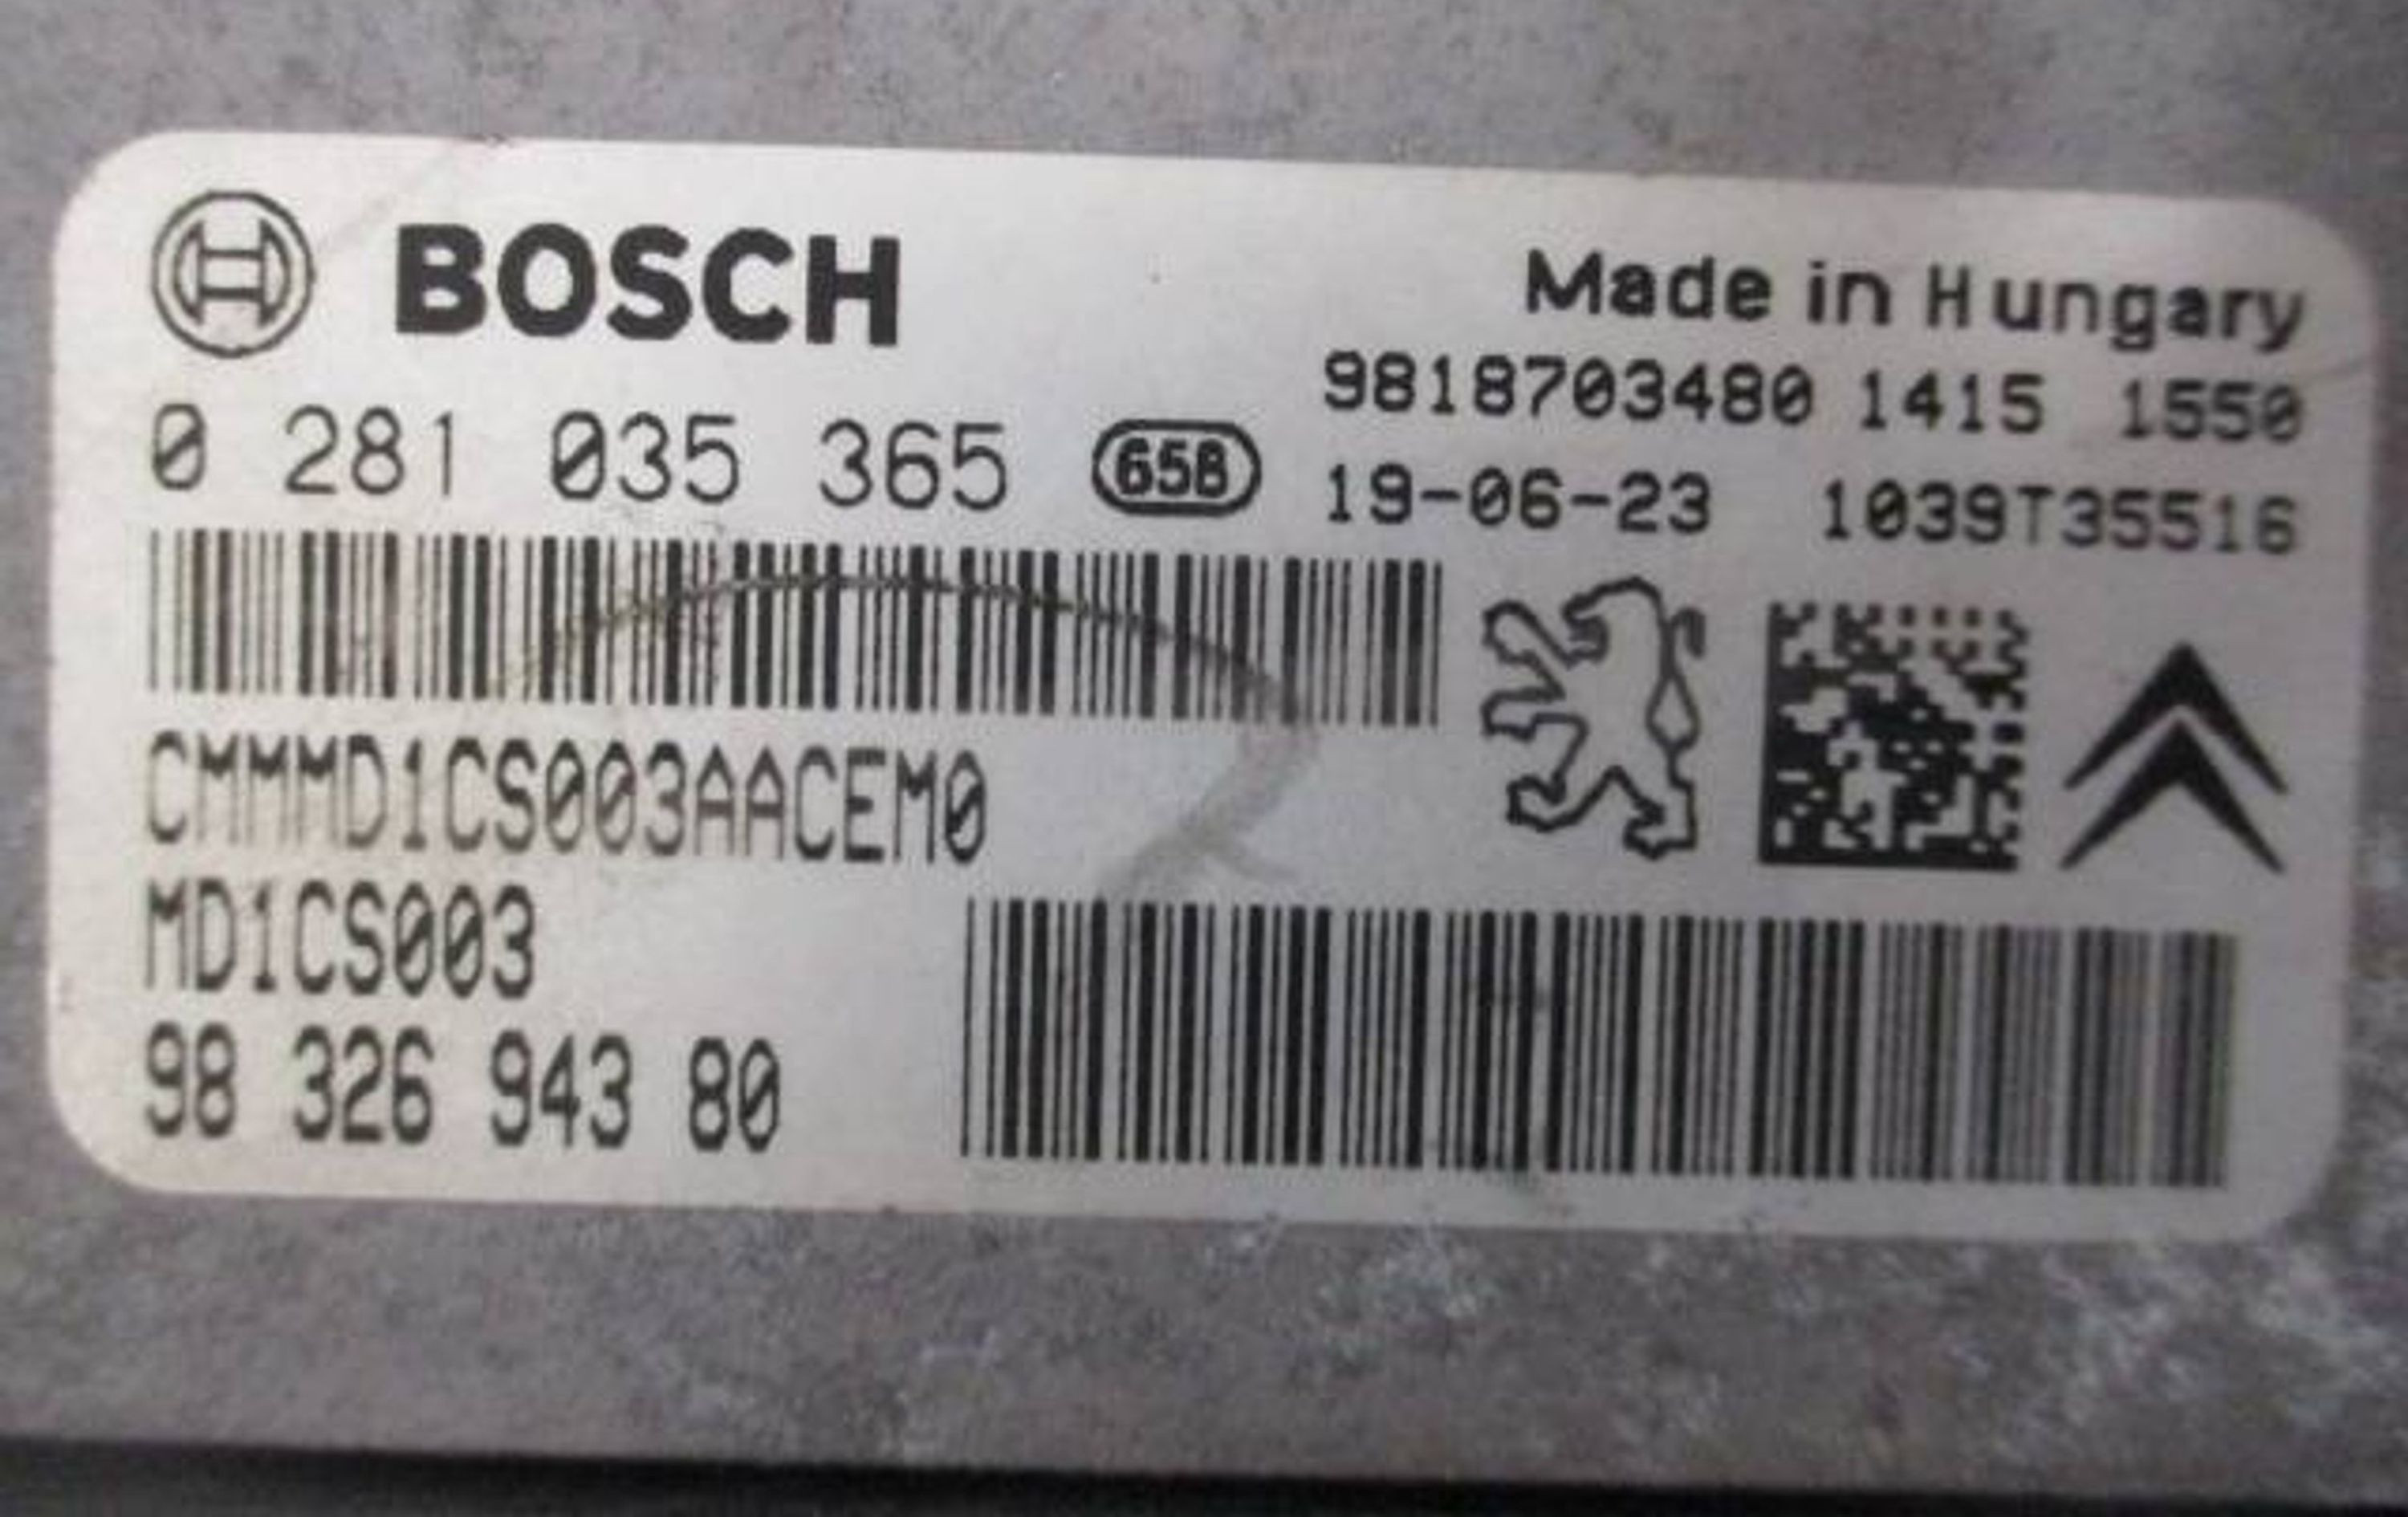 BOSCH
Made in Hungary
9818703480 1415 1550
0 281 035 365 65B
19-06-23 1039T35516
CMMMD1CS003AACEM0
MD1CS003
98 326 943 80